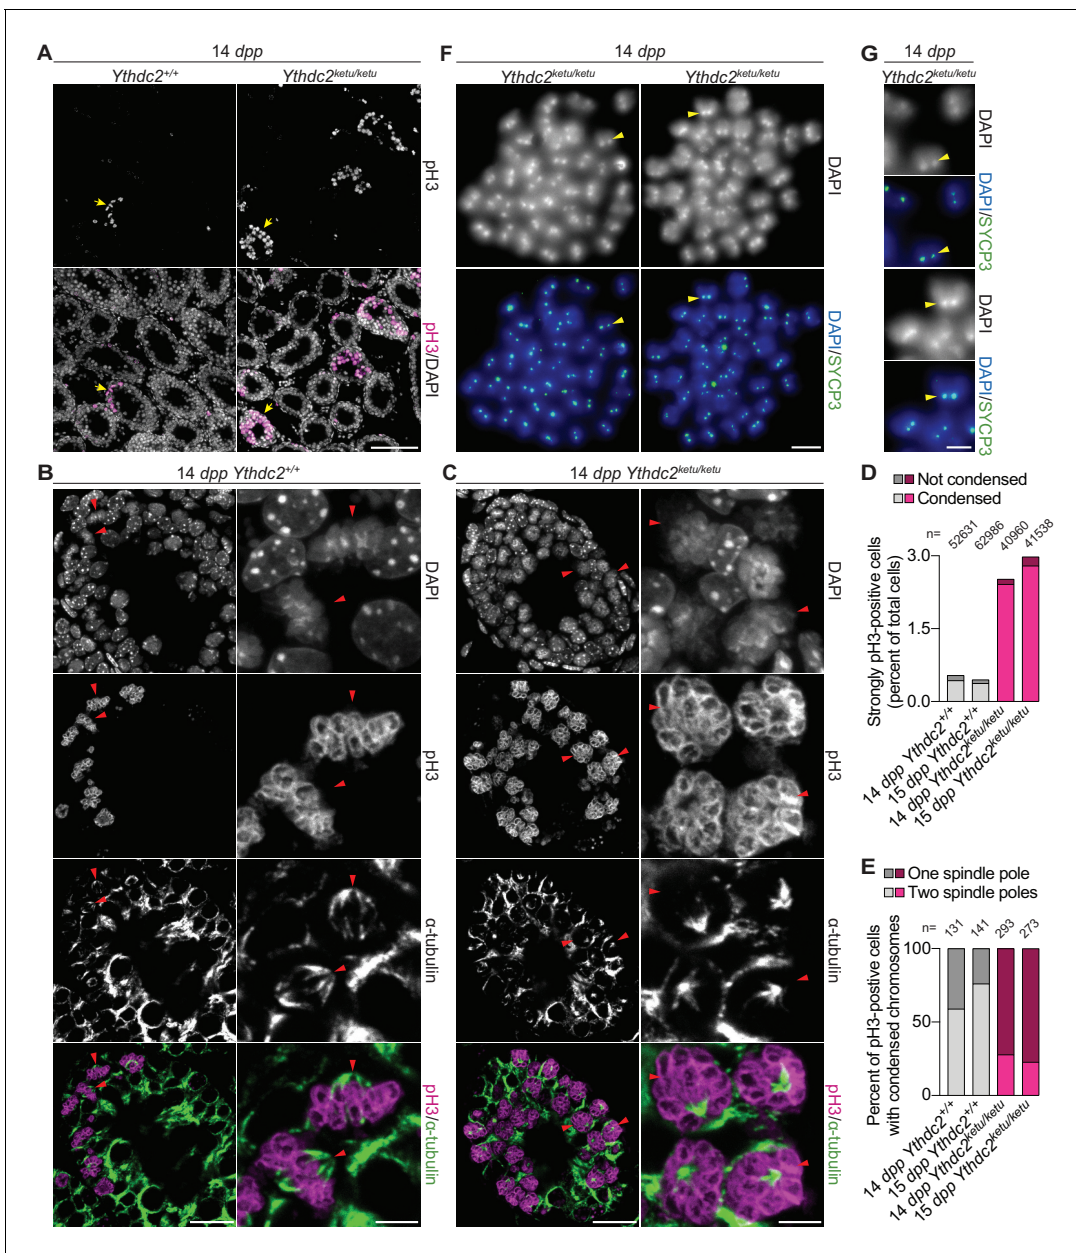 A
14 dpp
Ythdc2+/+
Ythdc2ketu/ketu
pH3
pH3/DAPI
B
14 dpp Ythdc2+/+
DAPI
pH3
α-tubulin
pH3/α-tubulin
F
14 dpp
Ythdc2ketu/ketu
Ythdc2ketu/ketu
DAPI
DAPI/SYCP3
C
14 dpp Ythdc2ketu/ketu
DAPI
pH3
α-tubulin
pH3/α-tubulin
G
14 dpp
Ythdc2ketu/ketu
DAPI
DAPI/SYCP3
DAPI
DAPI/SYCP3
D
Not condensed
Condensed
n=
52631
62986
40960
41538
Strongly pH3-positive cells
(percent of total cells)
3.0
1.5
0.0
14 dpp Ythdc2+/+
15 dpp Ythdc2+/+
14 dpp Ythdc2ketu/ketu
15 dpp Ythdc2ketu/ketu
E
One spindle pole
Two spindle poles
n=
131
141
293
273
Percent of pH3-postive cells
with condensed chromosomes
100
50
0
14 dpp Ythdc2+/+
15 dpp Ythdc2+/+
14 dpp Ythdc2ketu/ketu
15 dpp Ythdc2ketu/ketu